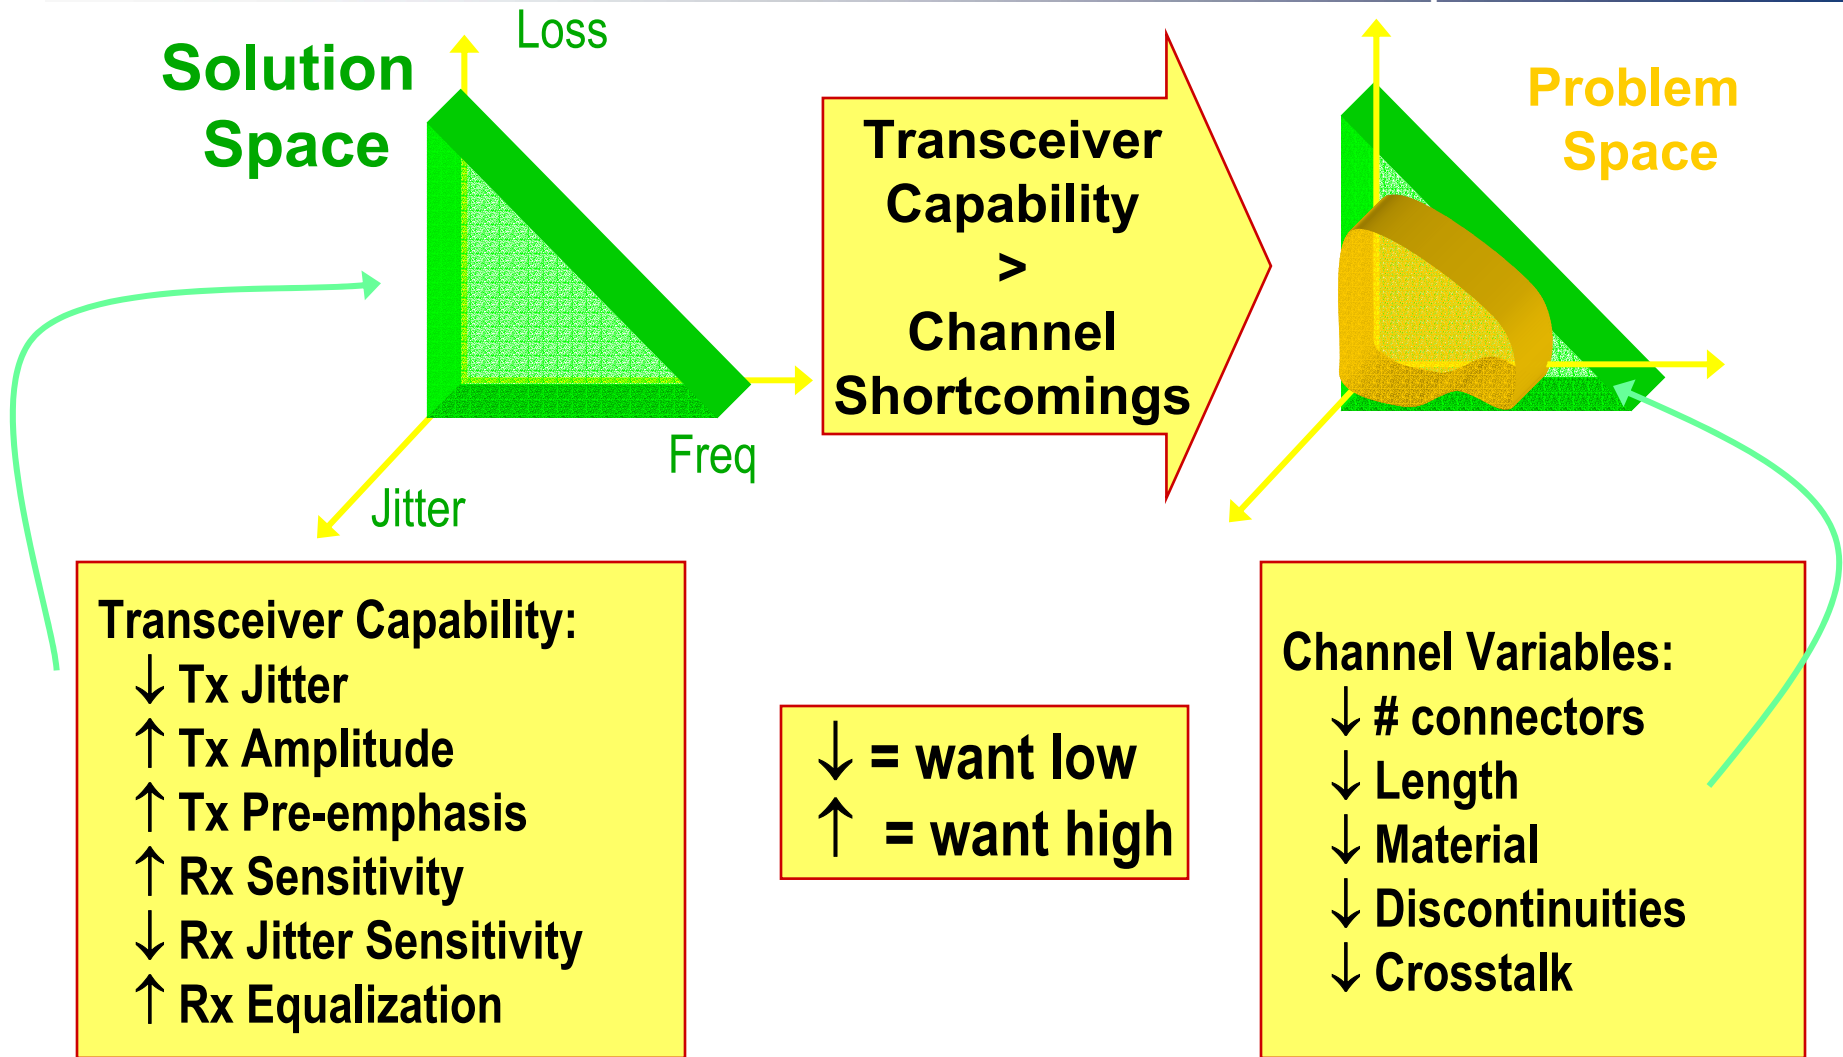 Solution
Space
Loss
Freq
Jitter
Transceiver
Capability
>
Channel
Shortcomings
Problem
Space
Transceiver Capability:
↓ Tx Jitter
↑ Tx Amplitude
↑ Tx Pre-emphasis
↑ Rx Sensitivity
↓ Rx Jitter Sensitivity
↑ Rx Equalization
↓ = want low
↑ = want high
Channel Variables:
↓ # connectors
↓ Length
↓ Material
↓ Discontinuities
↓ Crosstalk